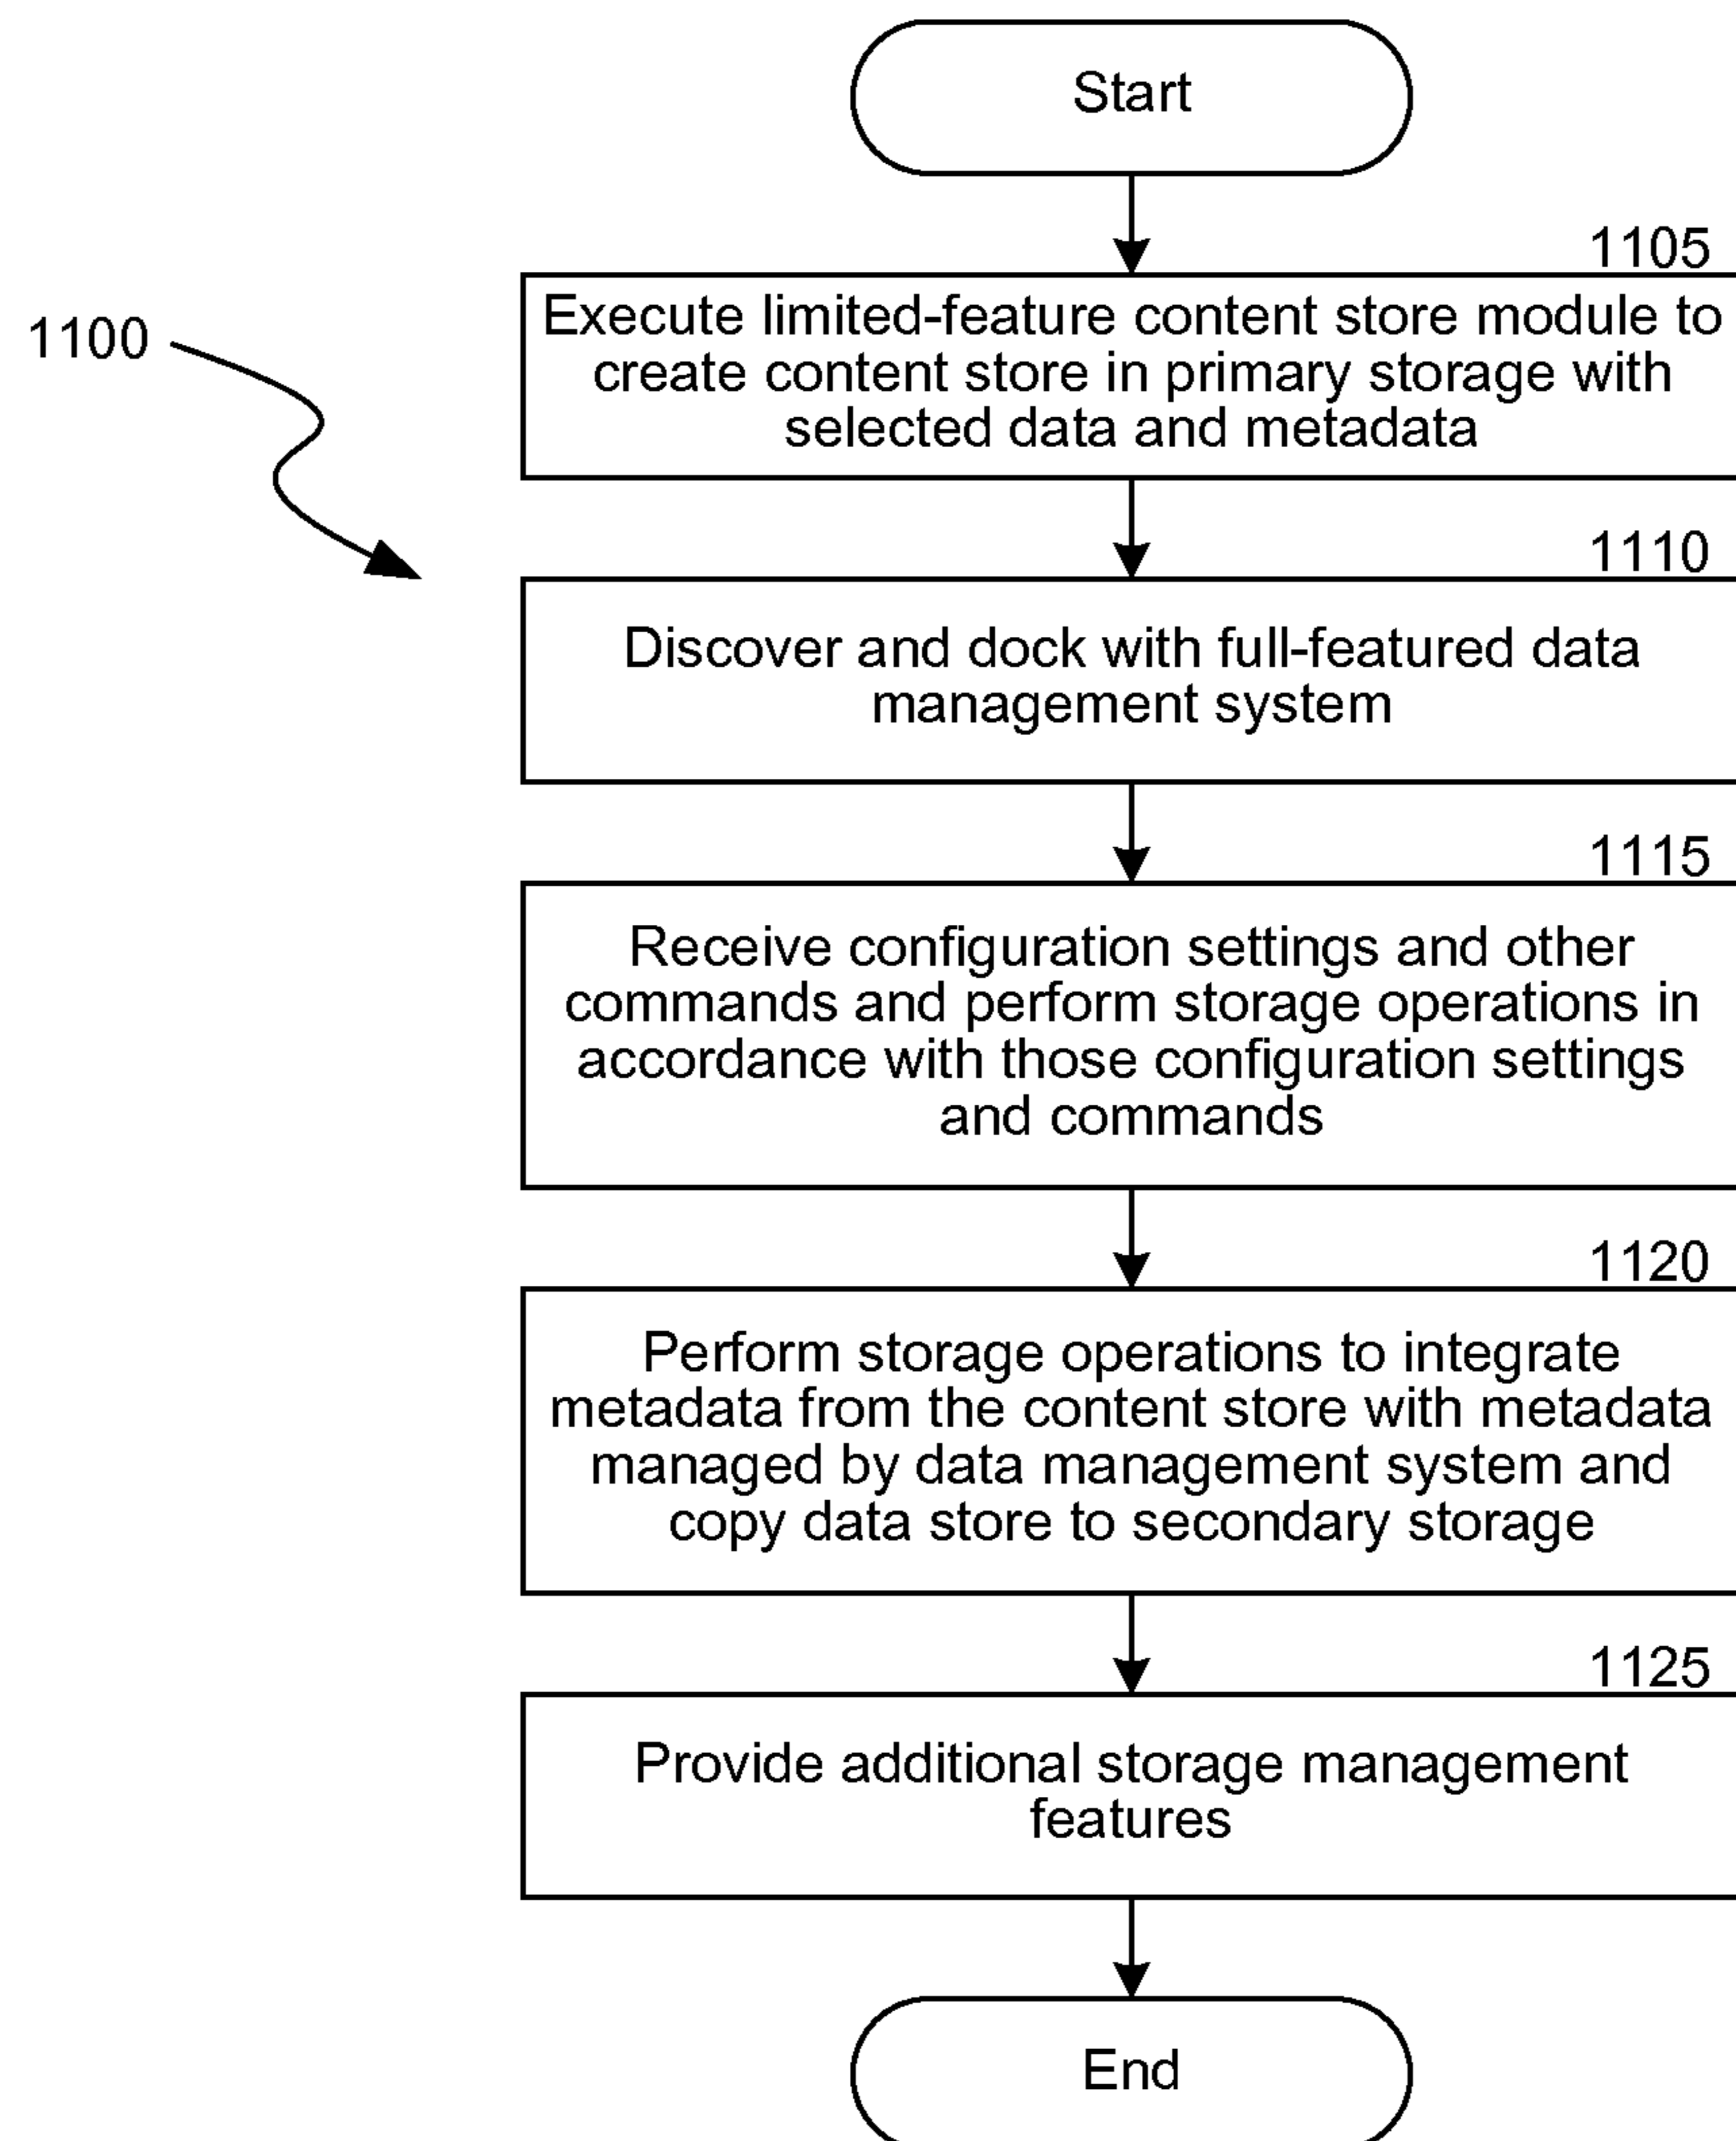 Start
1105
Execute limited-feature content store module to
create content store in primary storage with
selected data and metadata
1100
1110
Discover and dock with full-featured data
management system
1115
Receive configuration settings and other
commands and perform storage operations in
accordance with those configuration settings
and commands
1120
Perform storage operations to integrate
metadata from the content store with metadata
managed by data management system and
copy data store to secondary storage
1125
Provide additional storage management
features
End